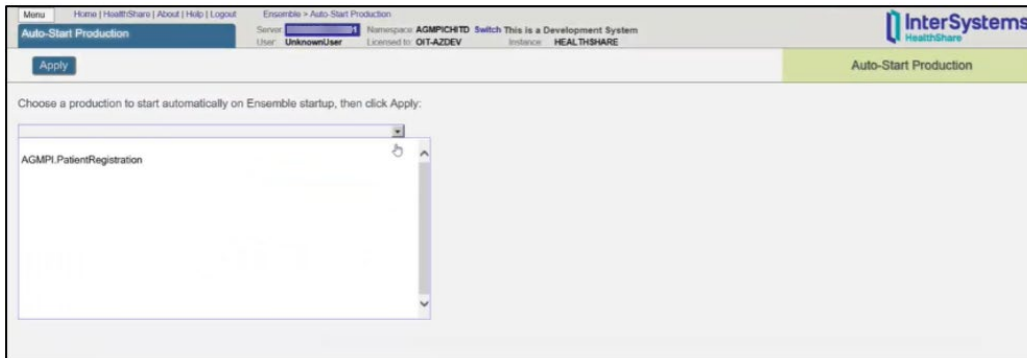 Menu Home | HealthShare | About | Help | Logout Ensemble > Auto-Start Production
Auto-Start Production
Server 1 Namespace AGMPICHITD Switch This is a Development System
User UnknownUser Licensed to OIT-AZDEV Instance HEALTHSHARE
InterSystems
HealthShare
Apply
Auto-Start Production
Choose a production to start automatically on Ensemble startup, then click Apply:
AGMPI.PatientRegistration